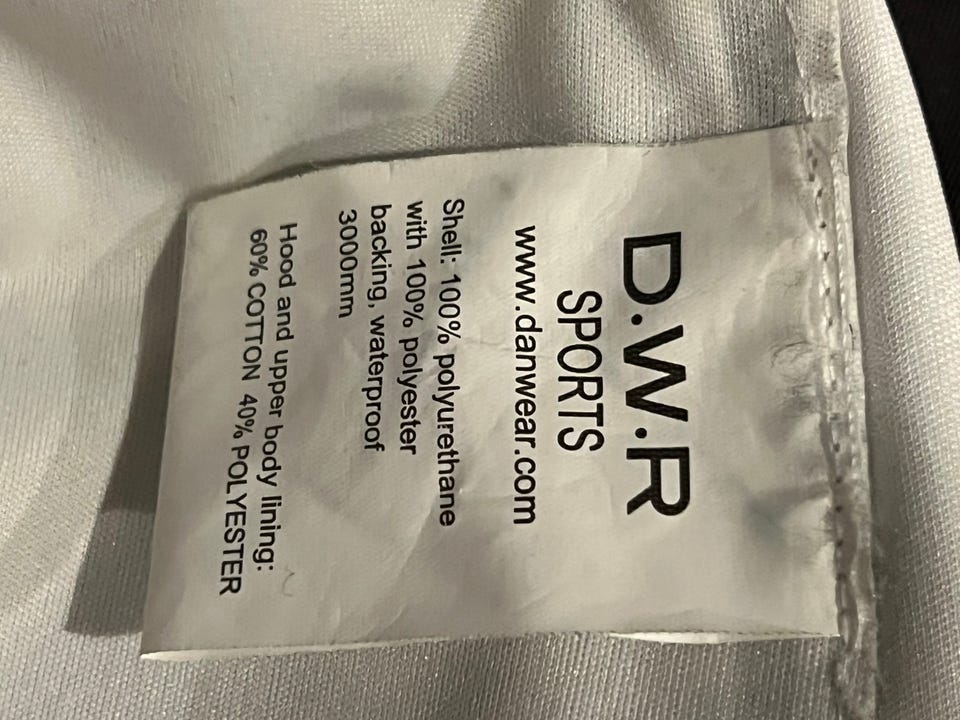 D.W.R
SPORTS
www.danwear.com
Shell: 100% polyurethane
with 100% polyester
backing, waterproof
3000mm
Hood and upper body lining:
60% COTTON 40% POLYESTER